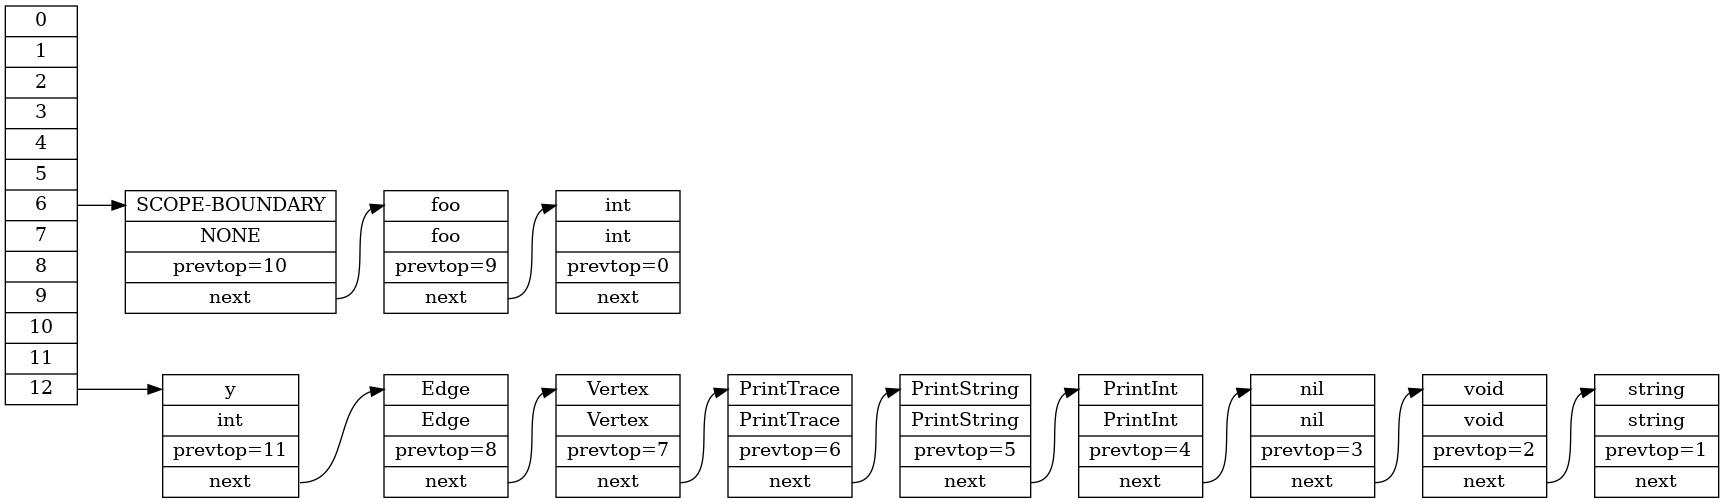 0
1
2
3
4
5
6
7
8
9
10
11
12
SCOPE-BOUNDARY
NONE
prevtop=10
next
foo
foo
prevtop=9
next
int
int
prevtop=0
next
y
int
prevtop=11
next
Edge
Edge
prevtop=8
next
Vertex
Vertex
prevtop=7
next
PrintTrace
PrintTrace
prevtop=6
next
PrintString
PrintString
prevtop=5
next
PrintInt
PrintInt
prevtop=4
next
nil
nil
prevtop=3
next
void
void
prevtop=2
next
string
string
prevtop=1
next